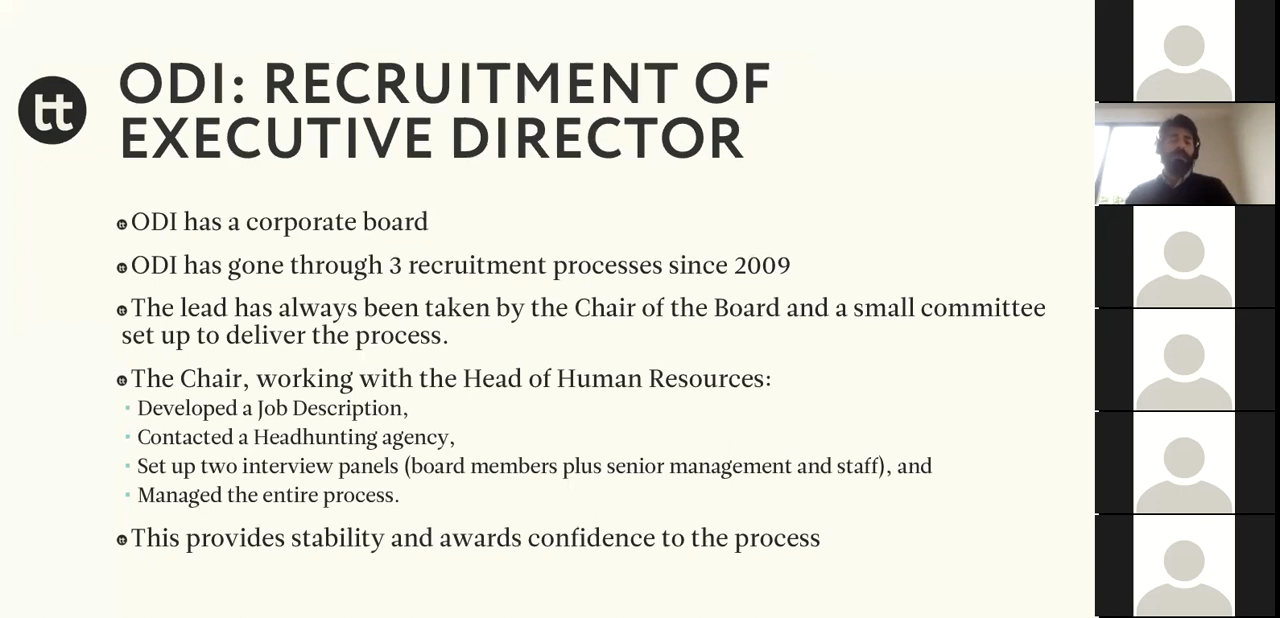 tt
ODI: RECRUITMENT OF
EXECUTIVE DIRECTOR
ODI has a corporate board
ODI has gone through 3 recruitment processes since 2009
The lead has always been taken by the Chair of the Board and a small committee
set up to deliver the process.
The Chair, working with the Head of Human Resources:
Developed a Job Description,
Contacted a Headhunting agency,
Set up two interview panels (board members plus senior management and staff), and
Managed the entire process.
This provides stability and awards confidence to the process